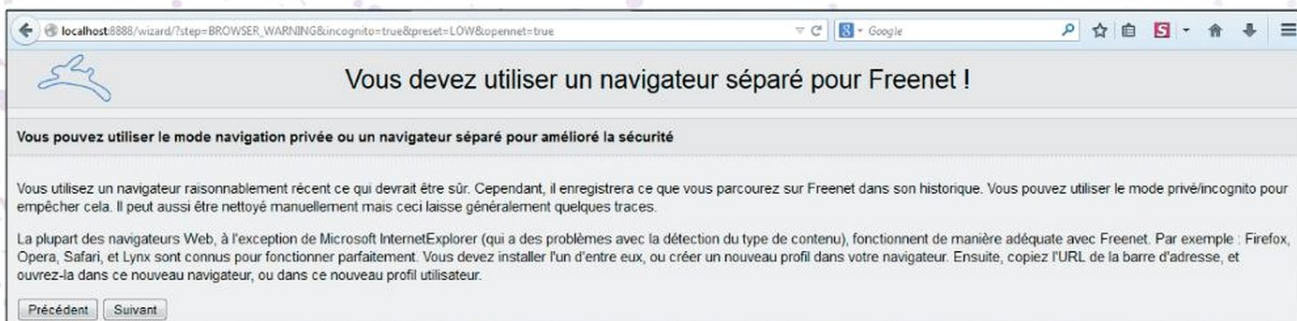 localhost:8888/wizard/?step=BROWSER_WARNING&incognito=true&preset=LOW&opennet=true
Google
Vous devez utiliser un navigateur séparé pour Freenet !
Vous pouvez utiliser le mode navigation privée ou un navigateur séparé pour amélioré la sécurité
Vous utilisez un navigateur raisonnablement récent ce qui devrait être sûr. Cependant, il enregistrera ce que vous parcourez sur Freenet dans son historique. Vous pouvez utiliser le mode privé/incognito pour
empêcher cela. Il peut aussi être nettoyé manuellement mais ceci laisse généralement quelques traces.
La plupart des navigateurs Web, à l'exception de Microsoft InternetExplorer (qui a des problèmes avec la détection du type de contenu), fonctionnent de manière adéquate avec Freenet. Par exemple : Firefox,
Opera, Safari, et Lynx sont connus pour fonctionner parfaitement. Vous devez installer l'un d'entre eux, ou créer un nouveau profil dans votre navigateur. Ensuite, copiez l'URL de la barre d'adresse, et
ouvrez-la dans ce nouveau navigateur, ou dans ce nouveau profil utilisateur.
Précédent Suivant